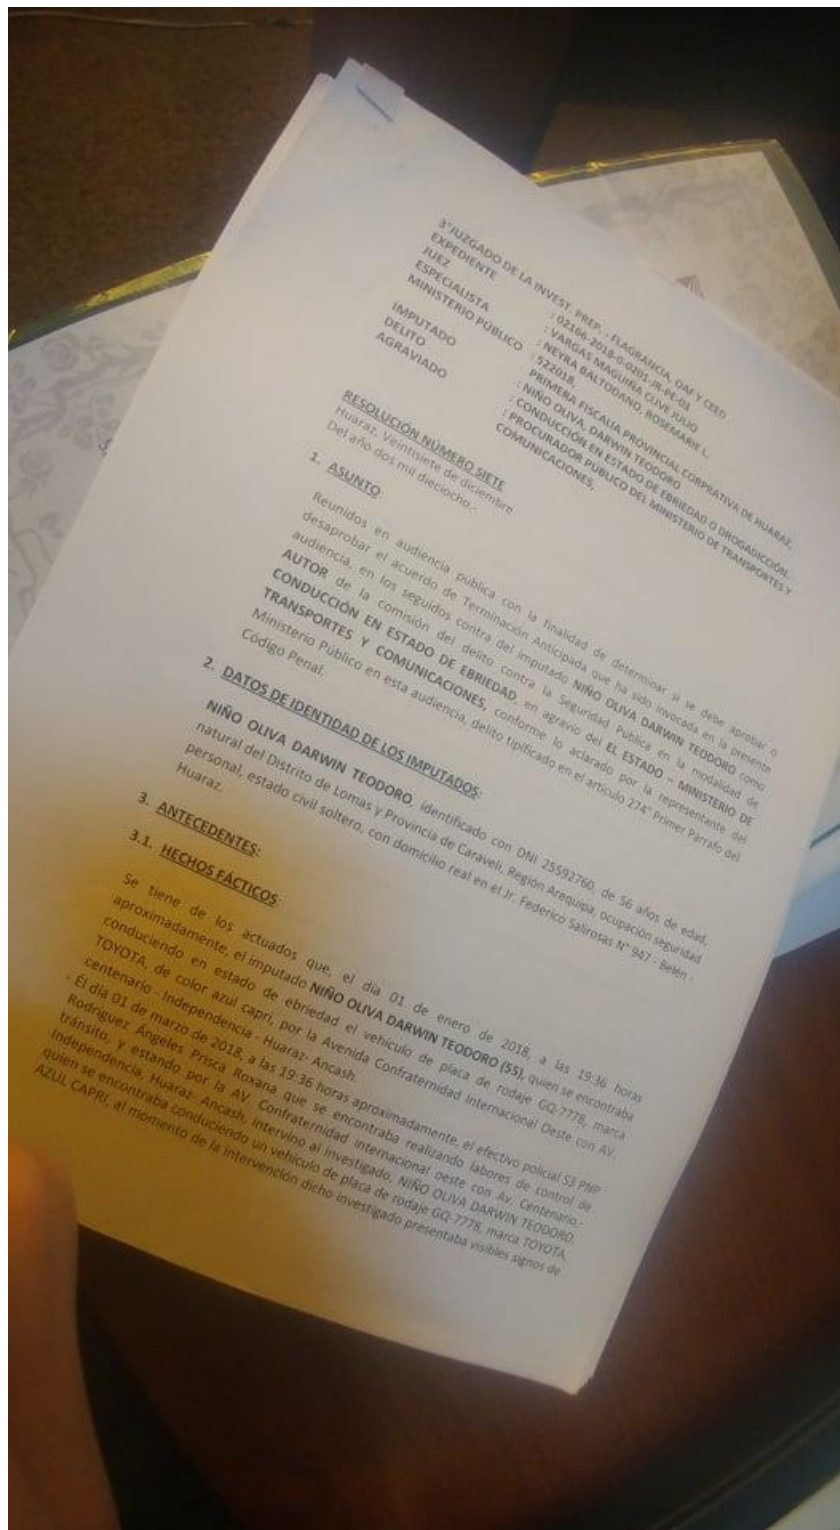 3°JUZGADO DE LA INVEST. PREP. - FLAGRANCIA, OAF Y CEED
EXPEDIENTE : 02166-2018-0-0201-JR-PE-03
JUEZ : VARGAS MAGUIÑA CLIVE JULIO
ESPECIALISTA : NEYRA BALTODANO, ROSEMARIE L.
MINISTERIO PÚBLICO : 522018,
PRIMERA FISCALIA PROVINCIAL CORPRATIVA DE HUARAZ,
IMPUTADO : NIÑO OLIVA, DARWIN TEODORO
DELITO : CONDUCCIÓN EN ESTADO DE EBRIEDAD O DROGADICCIÓN.
AGRAVIADO : PROCURADOR PÚBLICO DEL MINISTERIO DE TRANSPORTES Y
COMUNICACIONES,
RESOLUCIÓN NÚMERO SIETE
Huaraz. Veintisiete de diciembre
Del año dos mil dieciocho.-
1. ASUNTO:
Reunidos en audiencia pública con la finalidad de determinar si se debe aprobar o
desaprobar el acuerdo de Terminación Anticipada que ha sido invocada en la presente
audiencia, en los seguidos contra del imputado NIÑO OLIVA DARWIN TEODORO como
AUTOR de la comisión del delito contra la Seguridad Pública en la modalidad de
CONDUCCIÓN EN ESTADO DE EBRIEDAD, en agravio del EL ESTADO – MINISTERIO DE
TRANSPORTES Y COMUNICACIONES, conforme lo aclarado por la representante del
Ministerio Público en esta audiencia, delito tipificado en el artículo 274° Primer Párrafo del
Código Penal.
2. DATOS DE IDENTIDAD DE LOS IMPUTADOS:
NIÑO OLIVA DARWIN TEODORO, identificado con DNI 25592760, de 56 años de edad,
natural del Distrito de Lomas y Provincia de Caraveli, Región Arequipa, ocupación seguridad
personal, estado civil soltero, con domicilio real en el Jr. Federico Salirosas N° 947 - Belén -
Huaraz.
3. ANTECEDENTES:
3.1. HECHOS FÁCTICOS:
Se tiene de los actuados que, el día 01 de enero de 2018, a las 19:36 horas
aproximadamente, el imputado NIÑO OLIVA DARWIN TEODORO (55), quien se encontraba
conduciendo en estado de ebriedad el vehículo de placa de rodaje GQ-7778, marca
TOYOTA, de color azul capri, por la Avenida Confraternidad Internacional Oeste con AV.
centenario - Independencia - Huaraz- Ancash.
- El día 01 de marzo de 2018, a las 19:36 horas aproximadamente, el efectivo policial S3 PNP
Rodríguez Ángeles Prisca Roxana que se encontraba realizando labores de control de
tránsito, y estando por la AV. Confraternidad internacional oeste con Av. Centenario.-
Independencia, Huaraz- Ancash, intervino al investigado, NIÑO OLIVA DARWIN TEODORO,
quien se encontraba conduciendo un vehículo de placa de rodaje GQ-7778, marca TOYOTA,
AZUL CAPRI, al momento de la intervención dicho investigado presentaba visibles signos de